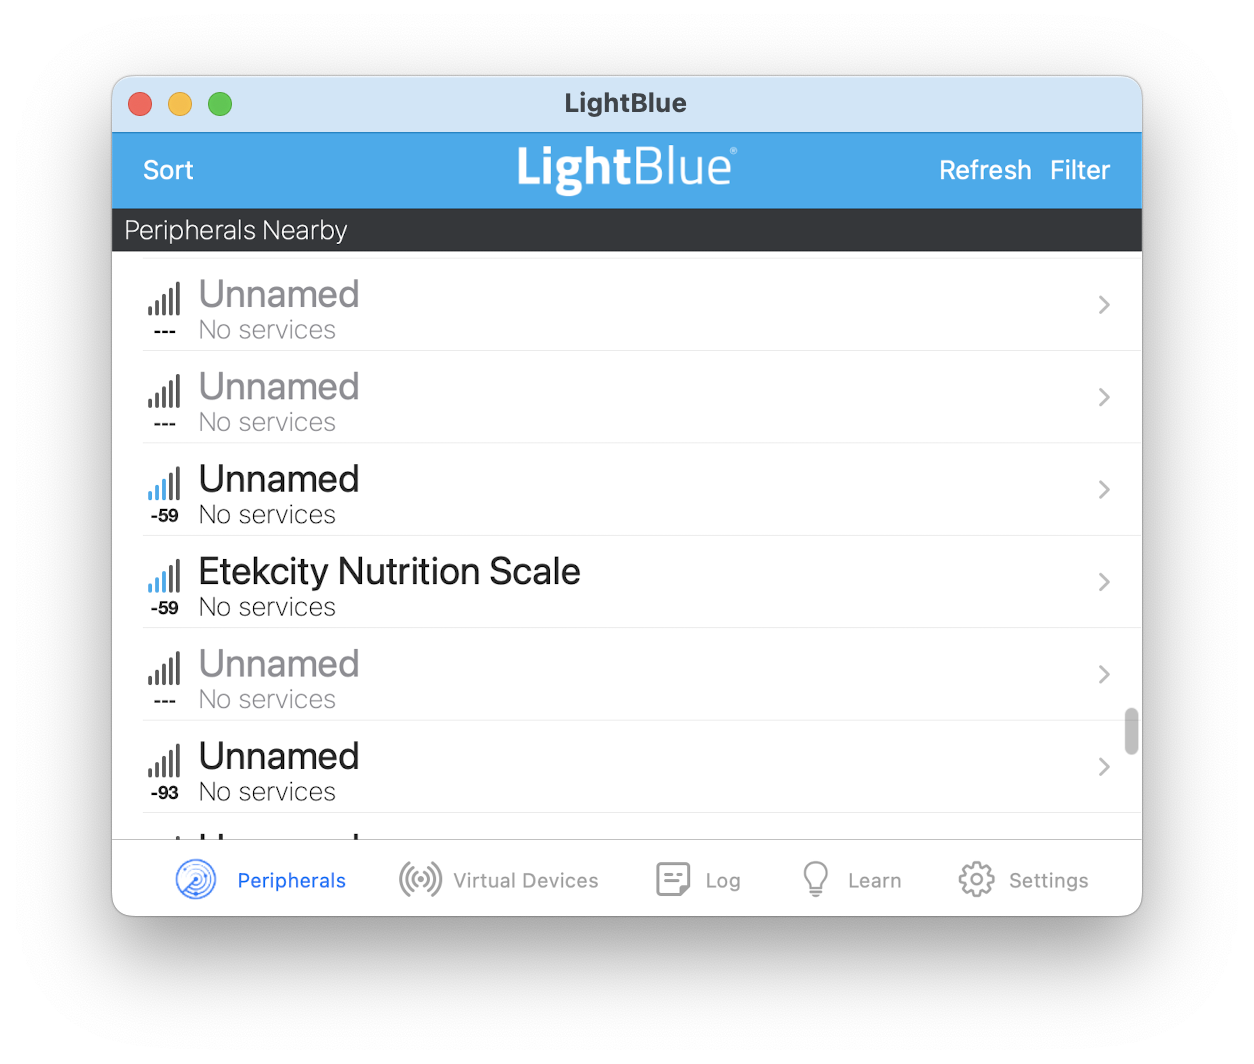 LightBlue
Sort
LightBlue®
Refresh Filter
Peripherals Nearby
Unnamed
---
No services
Unnamed
---
No services
Unnamed
-59
No services
Etekcity Nutrition Scale
-59
No services
Unnamed
---
No services
Unnamed
-93
No services
Peripherals
Virtual Devices
Log
Learn
Settings